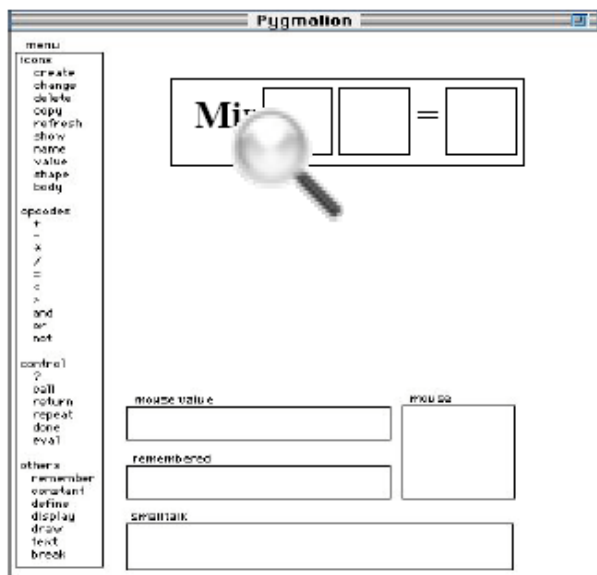 Pygmalion
menu
icons
create
change
delete
copy
refresh
show
name
value
shape
body
opcodes
+
-
*
/
=
<
>
and
or
not
control
?
call
return
repeat
done
eval
others
remember
constant
define
display
draw
text
break
=
mouse value
mouse
remembered
smalltalk